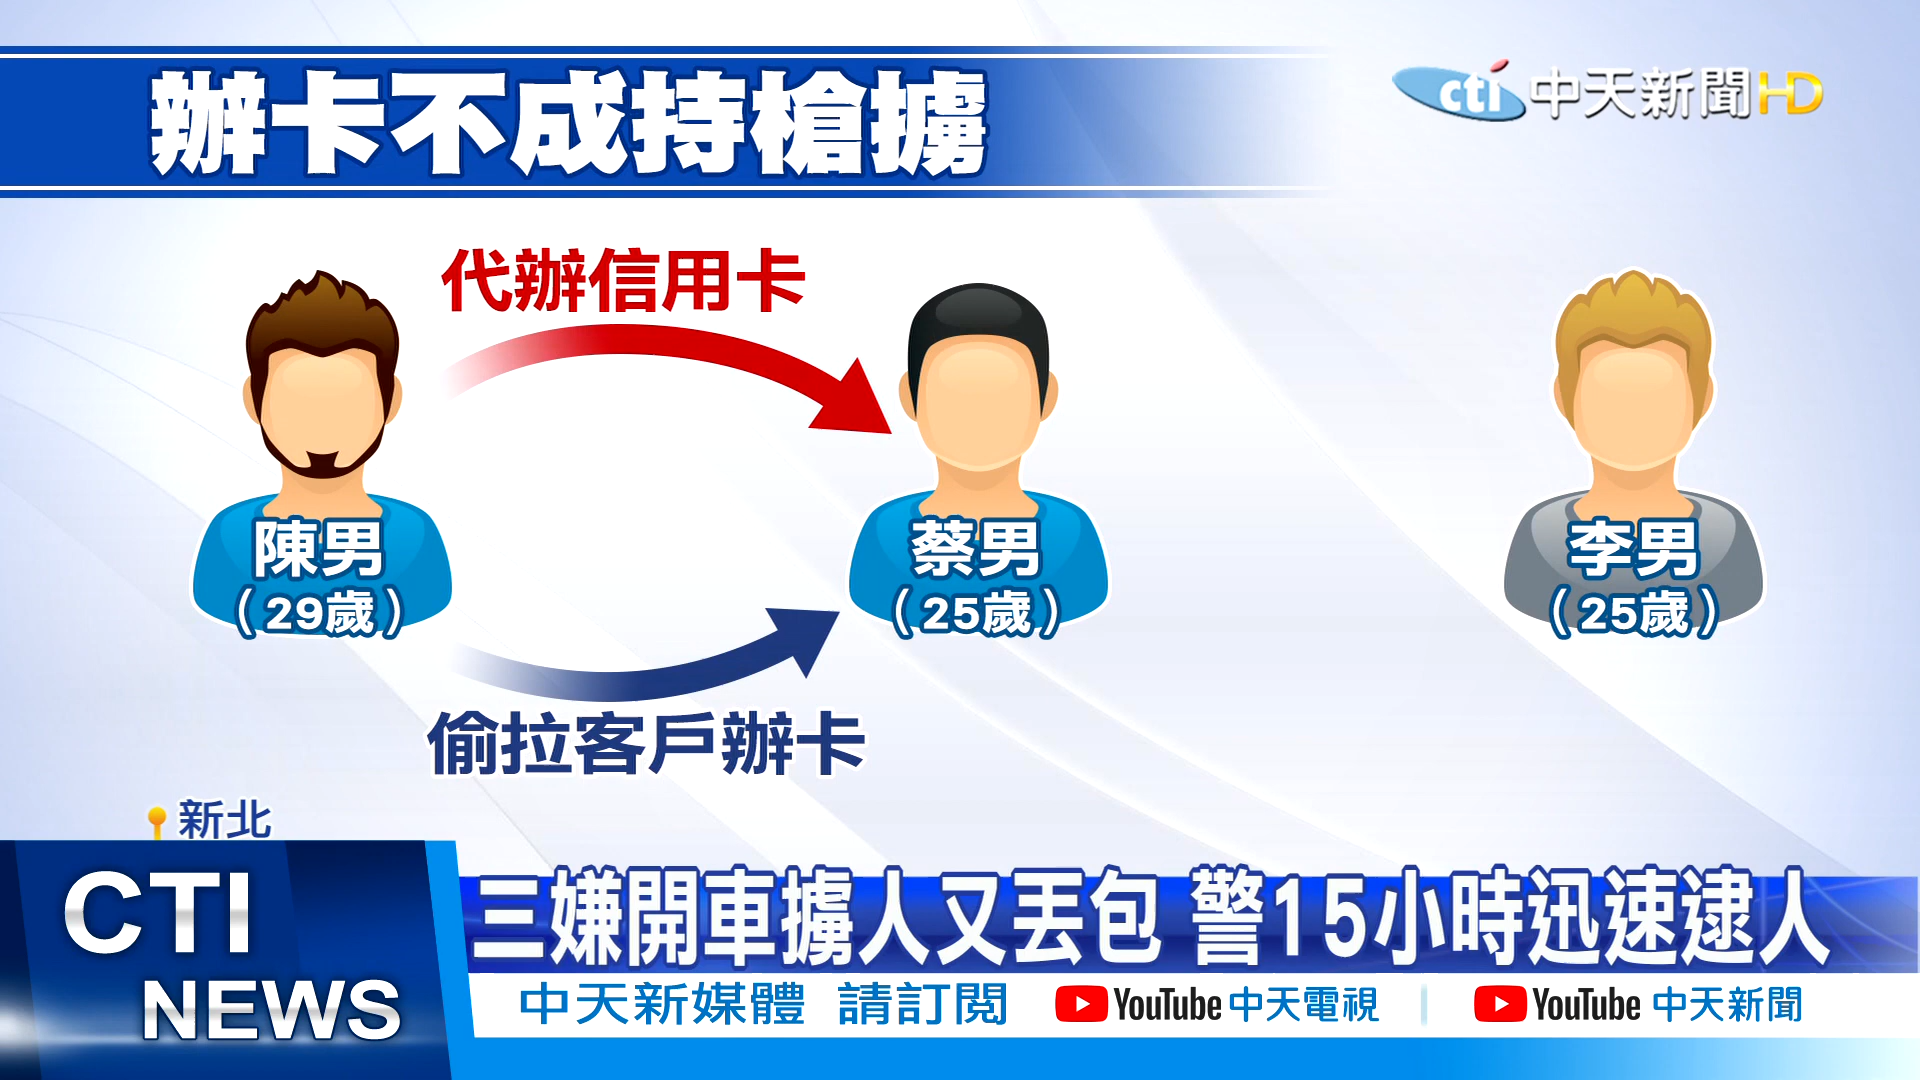 辦卡不成持槍擄
cti中天新聞HD
代辦信用卡
陳男
（29歲）
蔡男
（25歲）
李男
（25歲）
偷拉客戶辦卡
新北
CTI
NEWS
三嫌開車擄人又丟包 警15小時迅速逮人
中天新媒體 請訂閱 YouTube 中天電視 YouTube 中天新聞